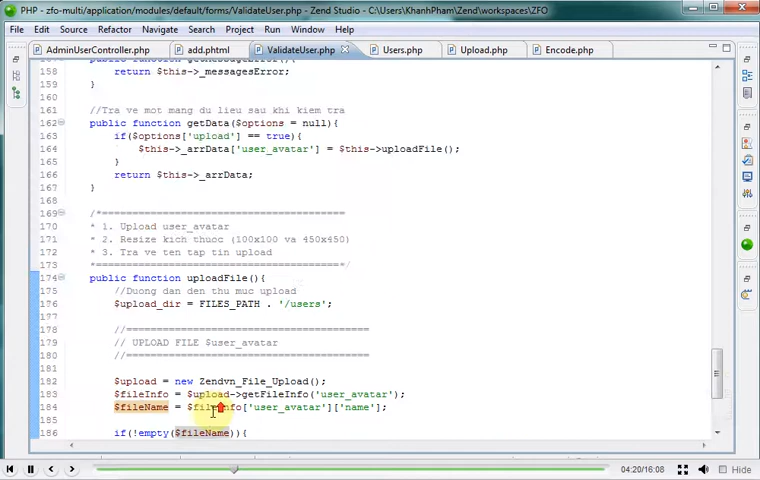 PHP - zfo-multi/application/modules/default/forms/ValidateUser.php - Zend Studio - C:\Users\KhanhPham\Zend\workspaces\ZFO
File Edit Source Refactor Navigate Search Project Run Window Help
AdminUserController.php add.phtml ValidateUser.php Users.php Upload.php Encode.php
158 return $this->_messagesError;
159 }
160
161 //Tra ve mot mang du lieu sau khi kiem tra
162 public function getData($options = null){
163 if($options['upload'] == true){
164 $this->_arrData['user_avatar'] = $this->uploadFile();
165 }
166 return $this->_arrData;
167 }
168
169 /*=========================================
170 * 1. Upload user_avatar
171 * 2. Resize kich thuoc (100x100 va 450x450)
172 * 3. Tra ve ten tap tin upload
173 *=========================================*/
174 public function uploadFile(){
175 //Duong dan den thu muc upload
176 $upload_dir = FILES_PATH . '/users';
177
178 //========================================
179 // UPLOAD FILE $user_avatar
180 //========================================
181
182 $upload = new Zendvn_File_Upload();
183 $fileInfo = $upload->getFileInfo('user_avatar');
184 $fileName = $fileInfo['user_avatar']['name'];
185
186 if(!empty($fileName)){
04:20/16:08 Hide